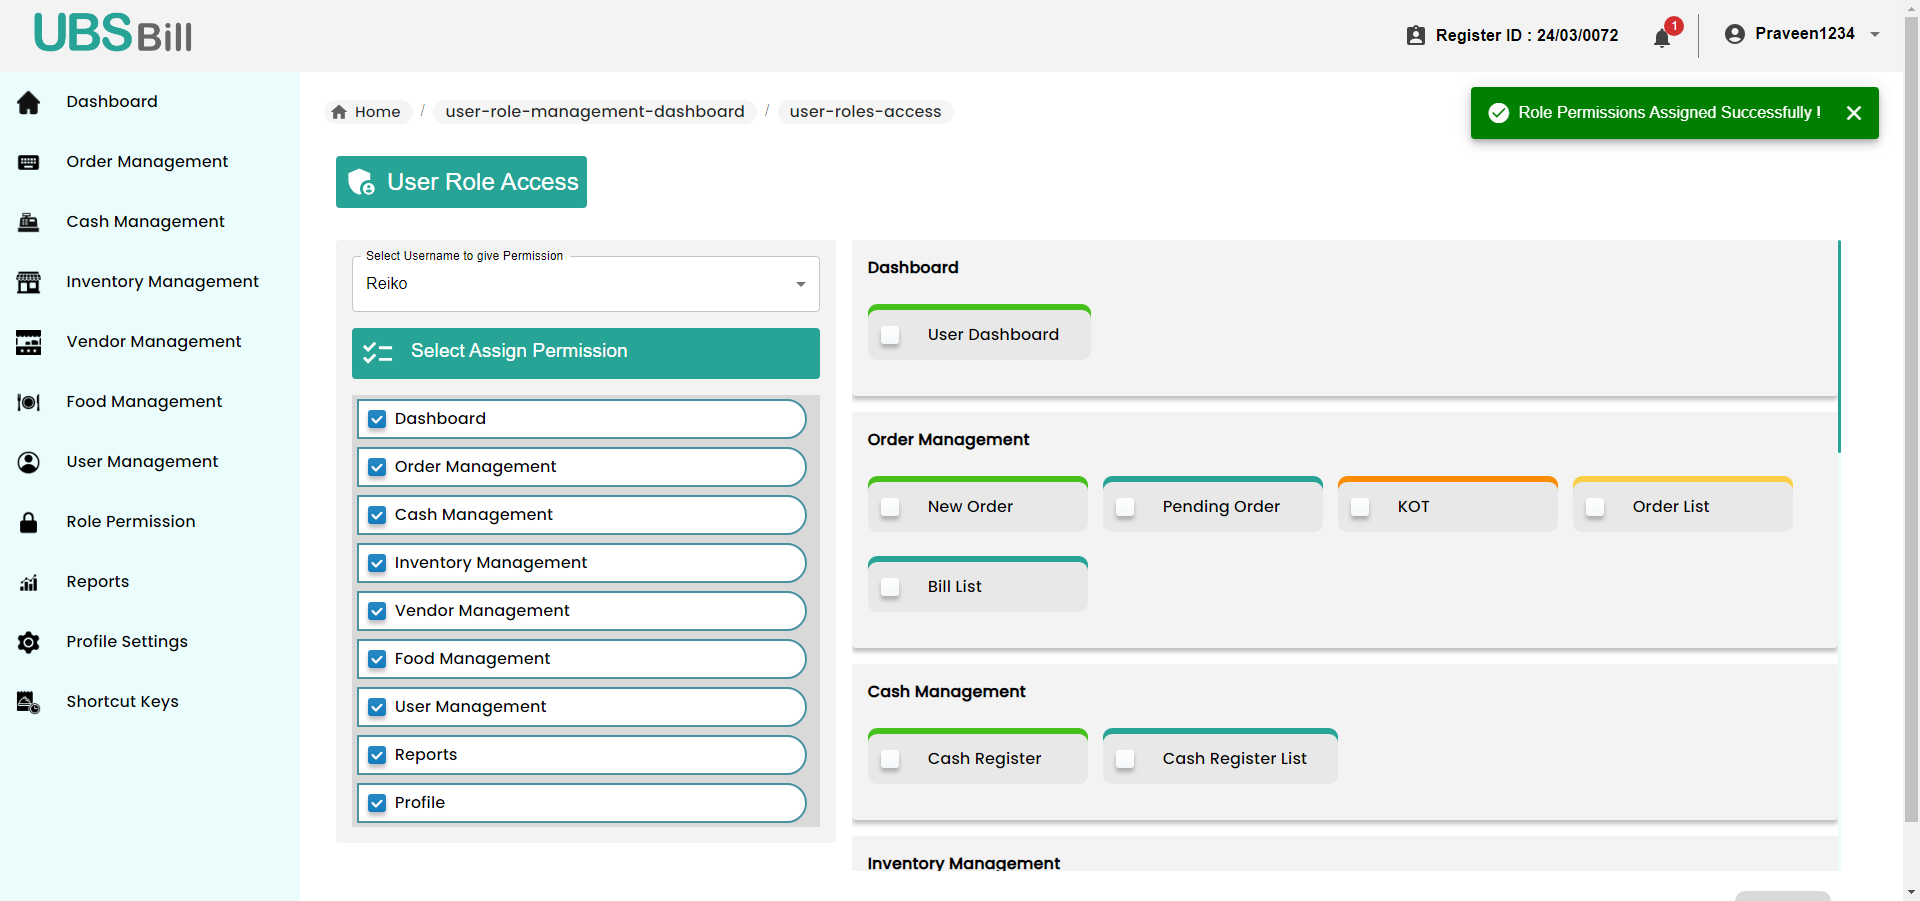 UBSBill
Register ID : 24/03/0072
1
Praveen1234
Dashboard
Order Management
Cash Management
Inventory Management
Vendor Management
Food Management
User Management
Role Permission
Reports
Profile Settings
Shortcut Keys
Home / user-role-management-dashboard / user-roles-access
Role Permissions Assigned Successfully !
User Role Access
Select Username to give Permission
Reiko
Select Assign Permission
Dashboard
Order Management
Cash Management
Inventory Management
Vendor Management
Food Management
User Management
Reports
Profile
Dashboard
User Dashboard
Order Management
New Order
Pending Order
KOT
Order List
Bill List
Cash Management
Cash Register
Cash Register List
Inventory Management